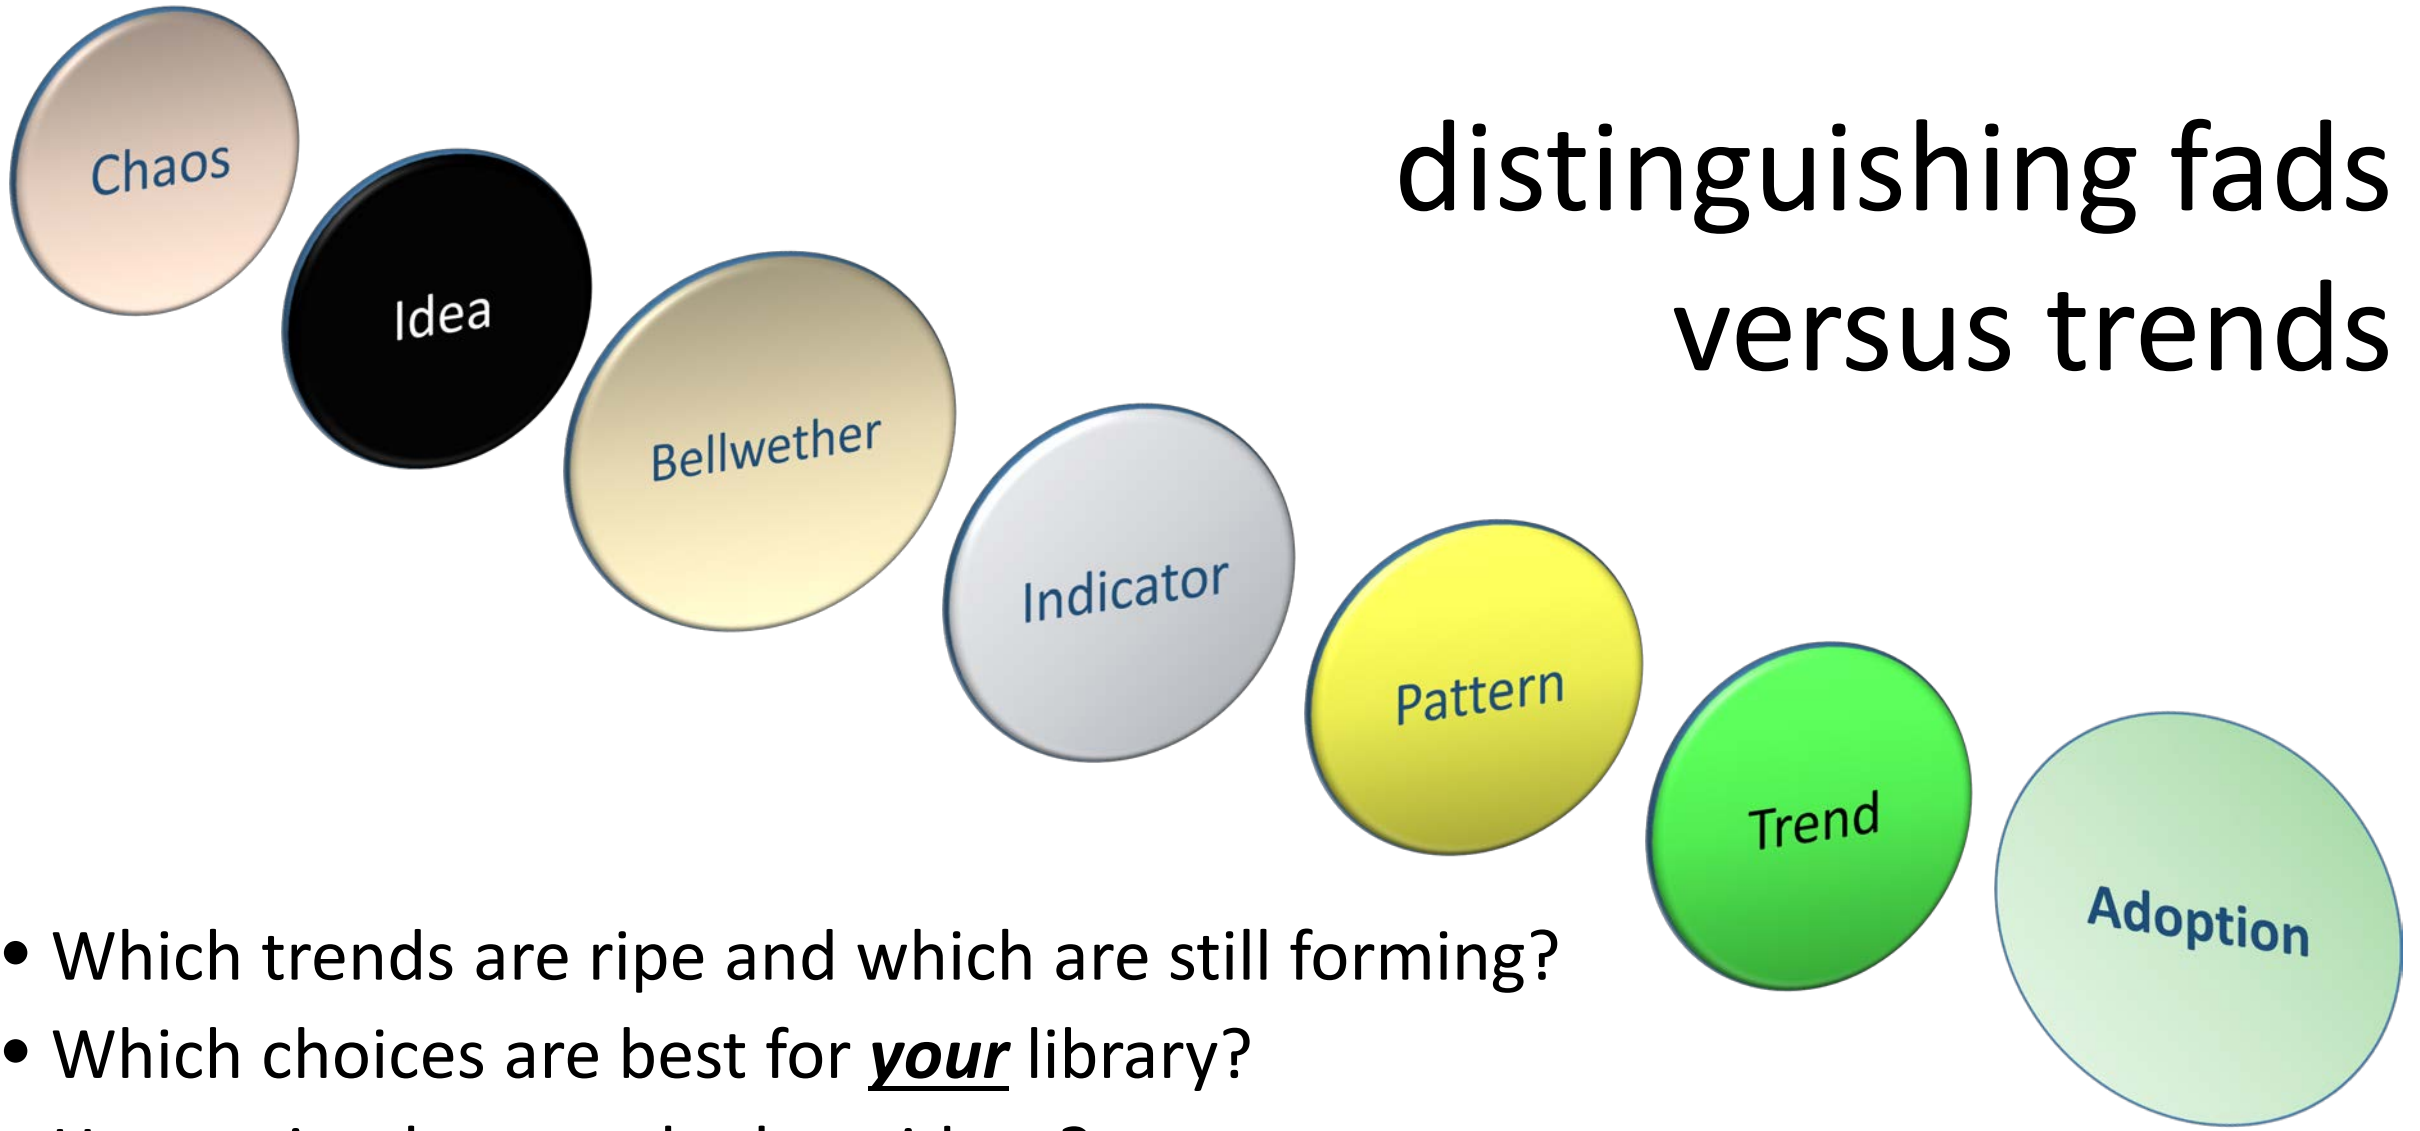 distinguishing fads
versus trends
Chaos
Idea
Bellwether
Indicator
Pattern
Trend
Adoption
• Which trends are ripe and which are still forming?
• Which choices are best for your library?